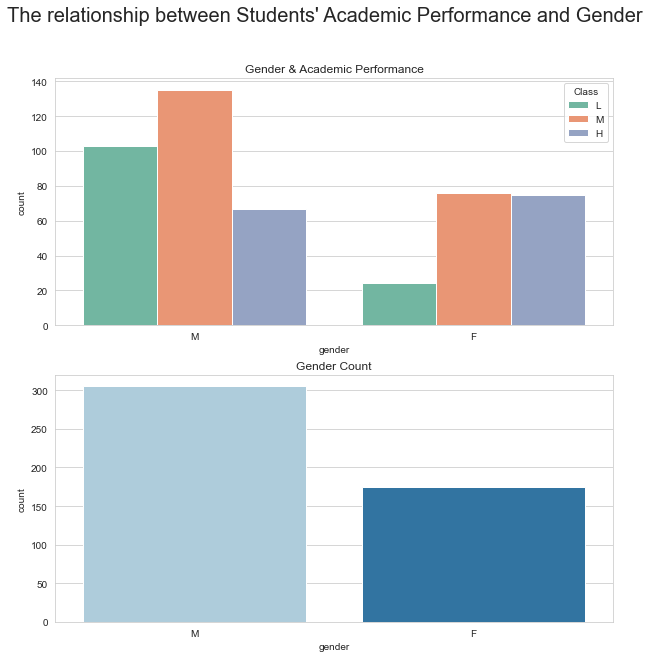 The relationship between Students' Academic Performance and Gender
Gender & Academic Performance
140
120
100
80
60
40
20
0
count
Class
L
M
H
M F
gender
Gender Count
300
250
200
150
100
50
0
count
M F
gender